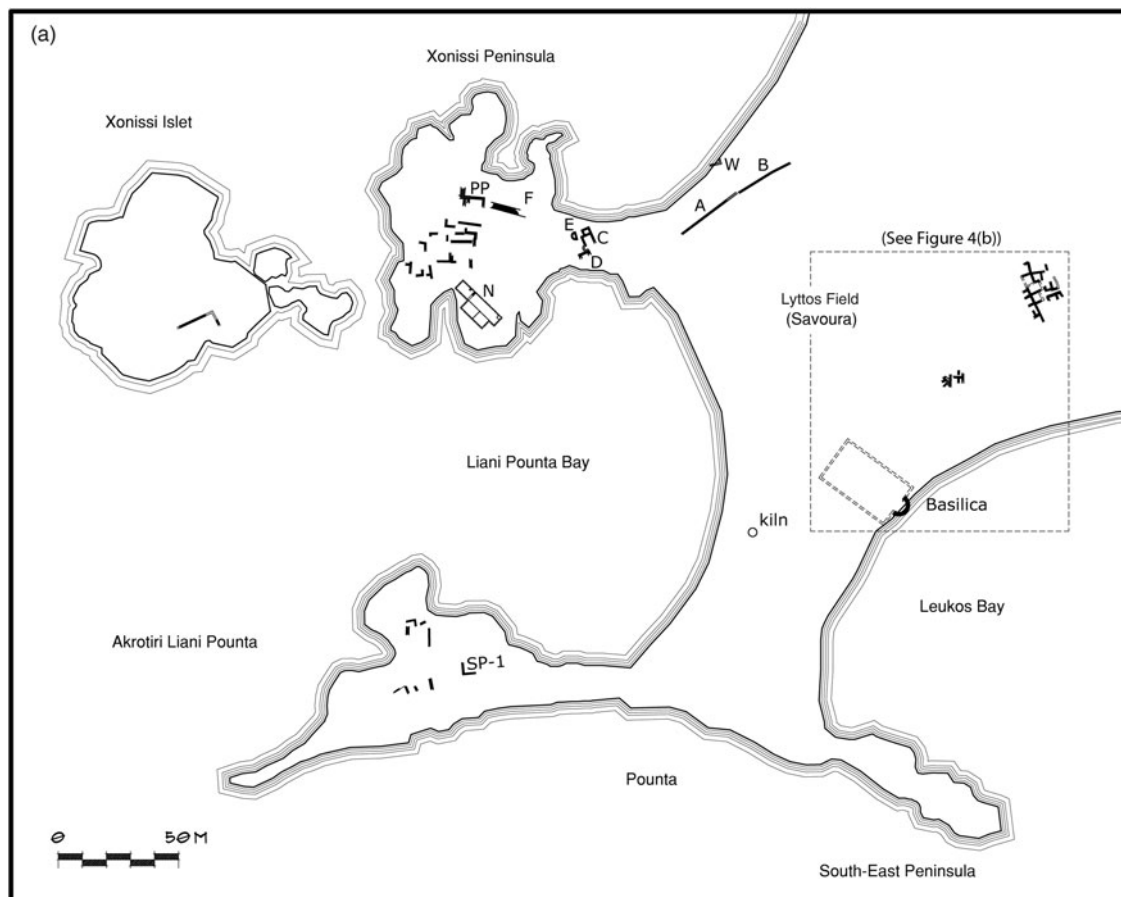 (a)
Xonissi Peninsula
Xonissi Islet
W
B
PP
F
A
E
C
D
(See Figure 4(b))
N
Lyttos Field
(Savoura)
Liani Pounta Bay
Basilica
kiln
Leukos Bay
Akrotiri Liani Pounta
SP-1
Pounta
0 50 M
South-East Peninsula